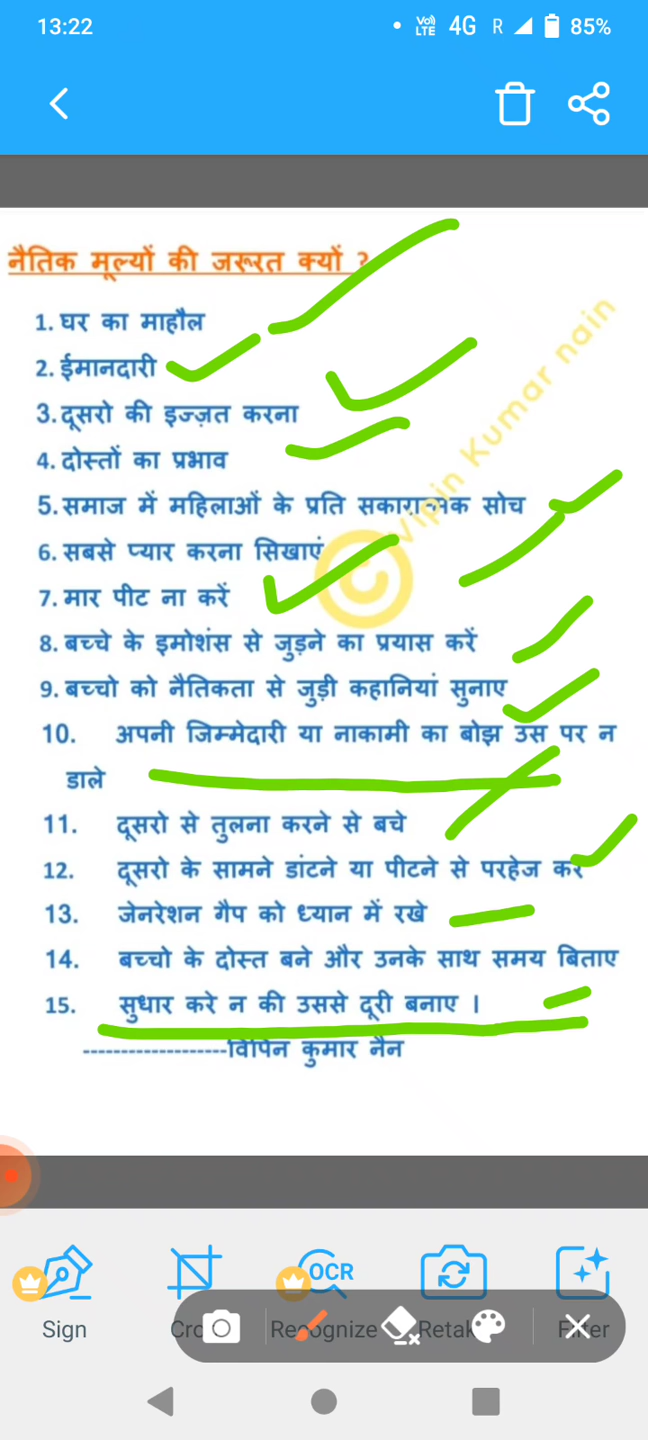 13:22 Vo)) LTE 4G R 85%
नैतिक मूल्यों की जरूरत क्यों ?
1. घर का माहौल
2. ईमानदारी
3. दूसरो की इज्ज़त करना
4. दोस्तों का प्रभाव
5. समाज में महिलाओं के प्रति सकारात्मक सोच
6. सबसे प्यार करना सिखाएं
7. मार पीट ना करें
8. बच्चे के इमोशंस से जुड़ने का प्रयास करें
9. बच्चो को नैतिकता से जुड़ी कहानियां सुनाए
10. अपनी जिम्मेदारी या नाकामी का बोझ उस पर न
डाले
11. दूसरो से तुलना करने से बचे
12. दूसरो के सामने डांटने या पीटने से परहेज करे
13. जेनरेशन गैप को ध्यान में रखे
14. बच्चो के दोस्त बने और उनके साथ समय बिताए
15. सुधार करे न की उससे दूरी बनाए ।
-------------------विपिन कुमार नैन
Vipin Kumar nain
OCR
Sign Recognize Filter